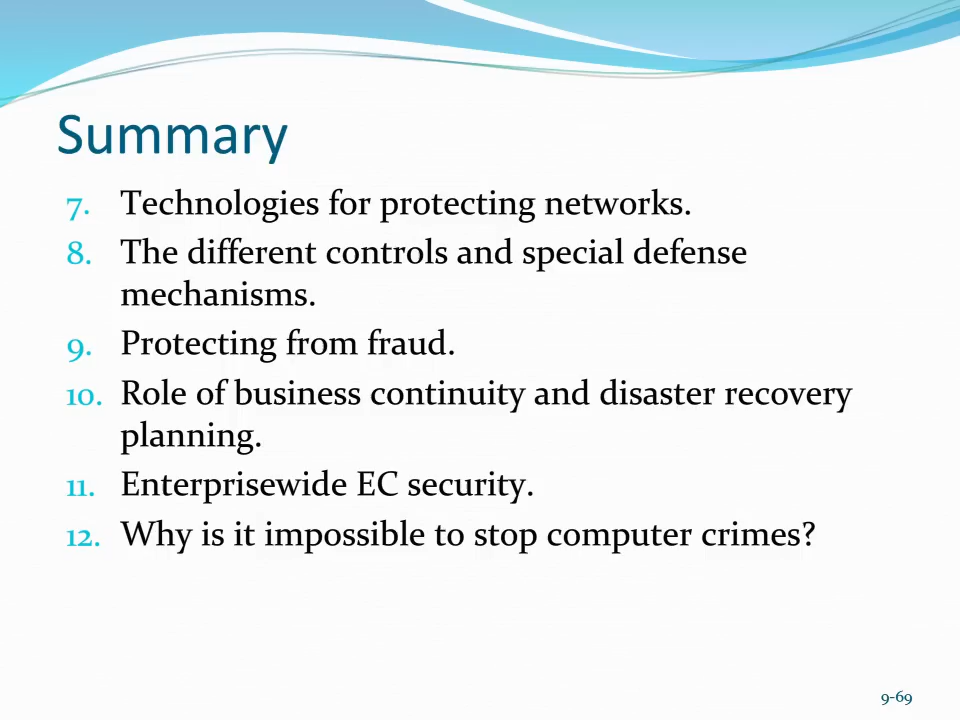 Summary
7. Technologies for protecting networks.
8. The different controls and special defense
mechanisms.
9. Protecting from fraud.
10. Role of business continuity and disaster recovery
planning.
11. Enterprisewide EC security.
12. Why is it impossible to stop computer crimes?
9-69